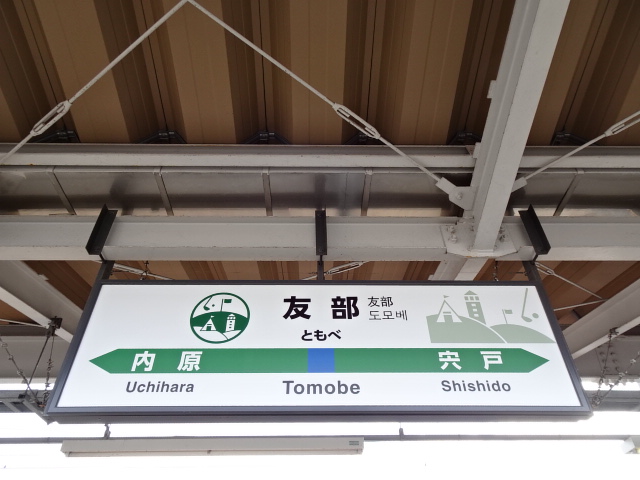 友部 友部
도모베
ともべ
内原 宍戸
Uchihara Tomobe Shishido